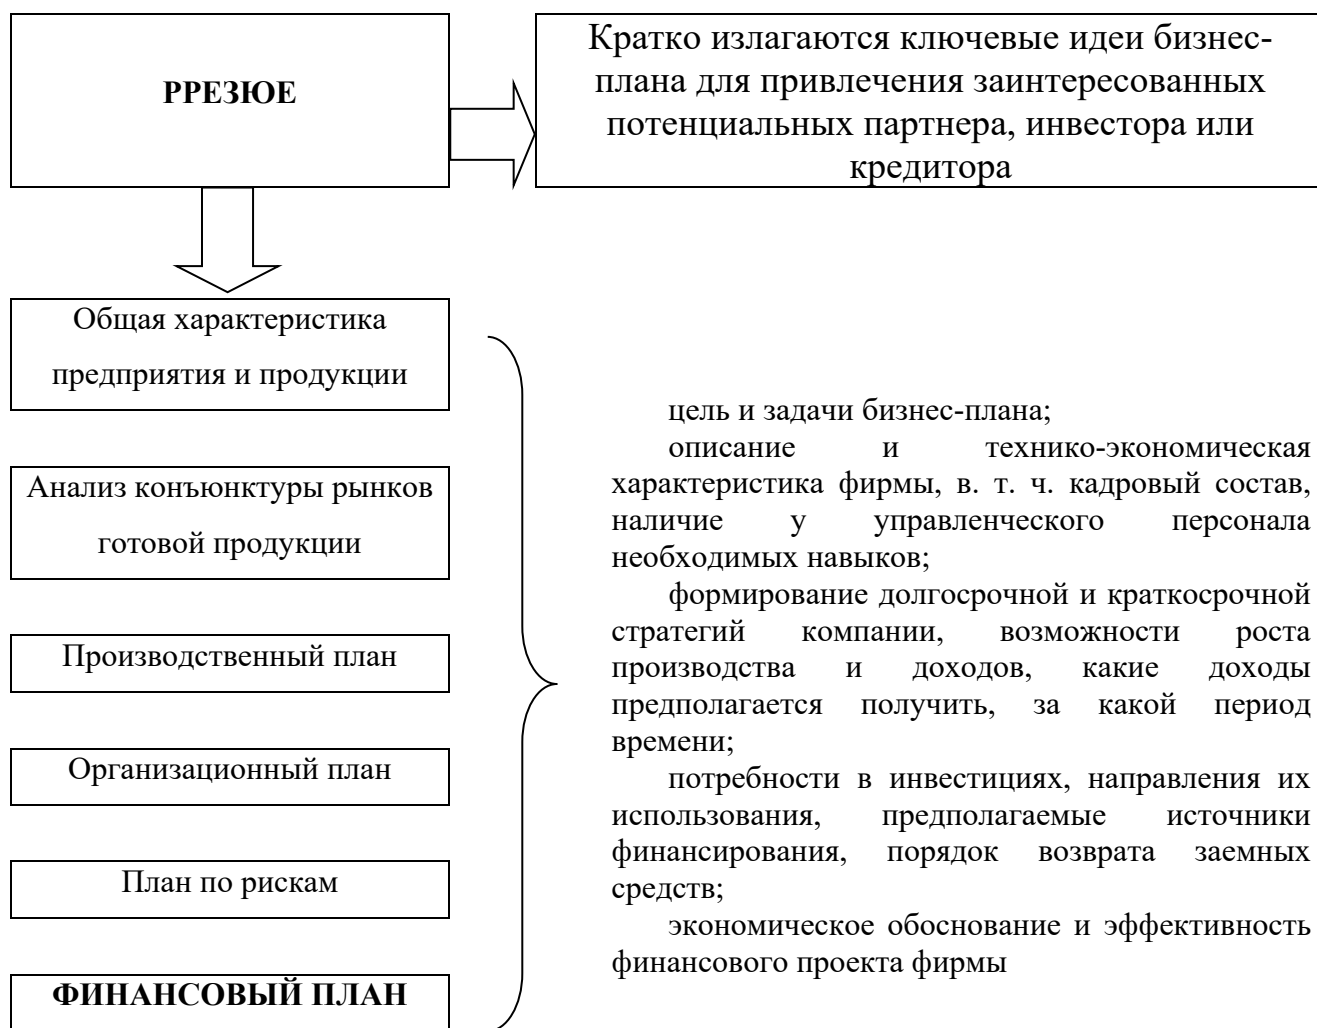 РРЕЗЮЕ
Кратко излагаются ключевые идеи бизнес-
плана для привлечения заинтересованных
потенциальных партнера, инвестора или
кредитора
Общая характеристика
предприятия и продукции
Анализ конъюнктуры рынков
готовой продукции
Производственный план
Организационный план
План по рискам
ФИНАНСОВЫЙ ПЛАН
цель и задачи бизнес-плана;
описание и технико-экономическая
характеристика фирмы, в. т. ч. кадровый состав,
наличие у управленческого персонала
необходимых навыков;
формирование долгосрочной и краткосрочной
стратегий компании, возможности роста
производства и доходов, какие доходы
предполагается получить, за какой период
времени;
потребности в инвестициях, направления их
использования, предполагаемые источники
финансирования, порядок возврата заемных
средств;
экономическое обоснование и эффективность
финансового проекта фирмы